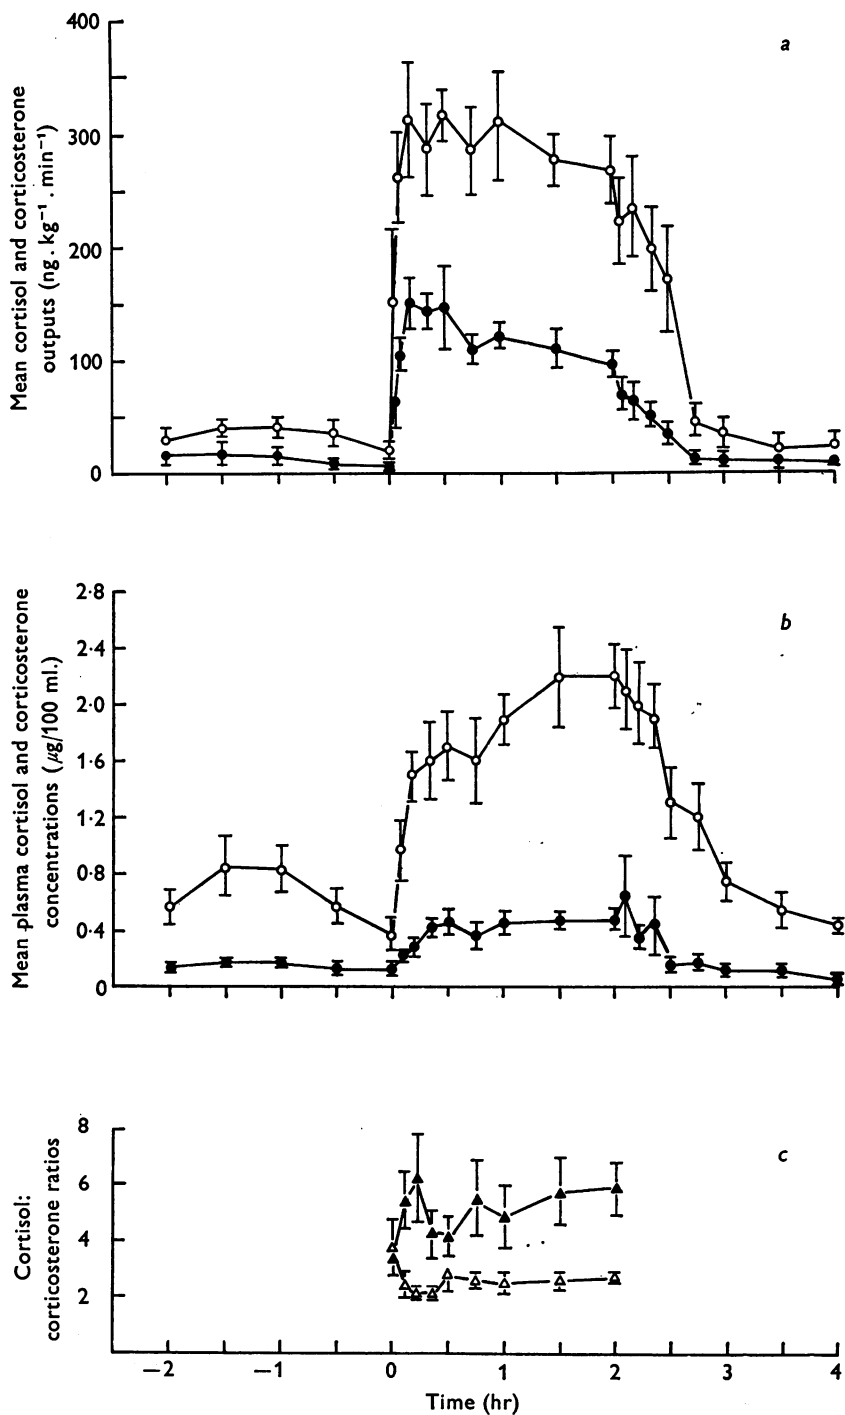 400
300
200
100
0
Mean cortisol and corticosterone
outputs (ng . kg⁻¹ . min⁻¹)
a
2·8
2·4
2·0
1·6
1·2
0·8
0·4
0
Mean plasma cortisol and corticosterone
concentrations (μg/100 ml.)
b
8
6
4
2
Cortisol:
corticosterone ratios
c
−2 −1 0 1 2 3 4
Time (hr)